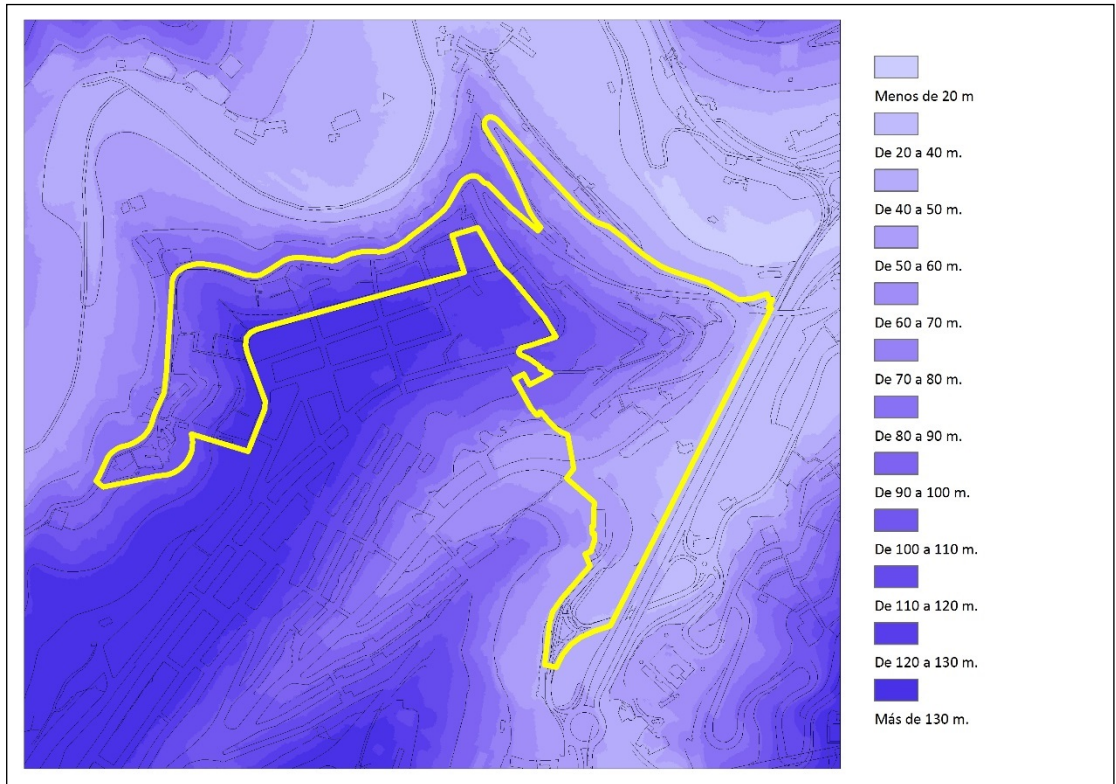 Menos de 20 m
De 20 a 40 m.
De 40 a 50 m.
De 50 a 60 m.
De 60 a 70 m.
De 70 a 80 m.
De 80 a 90 m.
De 90 a 100 m.
De 100 a 110 m.
De 110 a 120 m.
De 120 a 130 m.
Más de 130 m.